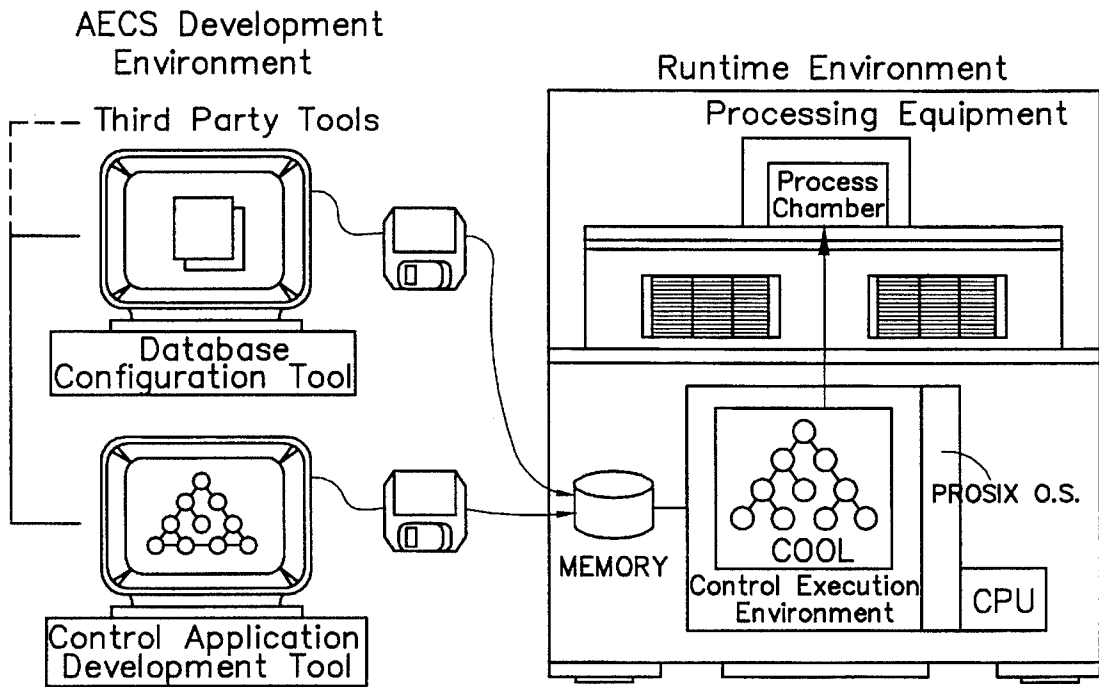 AECS Development
Environment
Third Party Tools
Database
Configuration Tool
Control Application
Development Tool
Runtime Environment
Processing Equipment
Process
Chamber
MEMORY
COOL
Control Execution
Environment
PROSIX O.S.
CPU